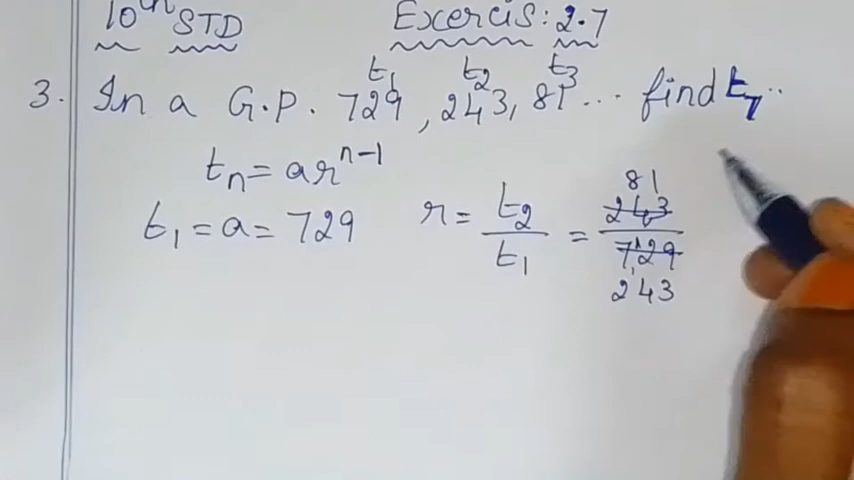 10th STD Exercis: 2.7
3. In a G.P. 729, 243, 81... find t7..
t1 t2 t3
tn = ar^n-1
t1 = a = 729 r = t2/t1 = 243/729
81
243